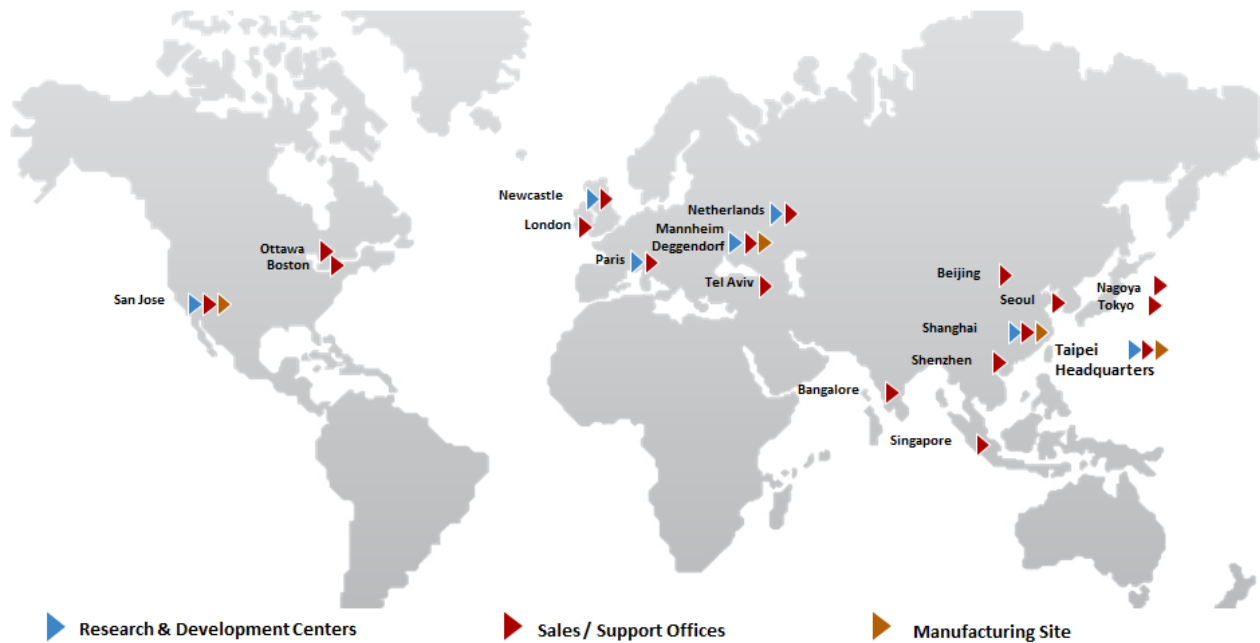 Newcastle
Netherlands
London
Mannheim
Deggendorf
Ottawa
Boston
Paris
Tel Aviv
Beijing
Nagoya
Tokyo
San Jose
Seoul
Shanghai
Taipei
Headquarters
Shenzhen
Bangalore
Singapore
Research & Development Centers
Sales / Support Offices
Manufacturing Site